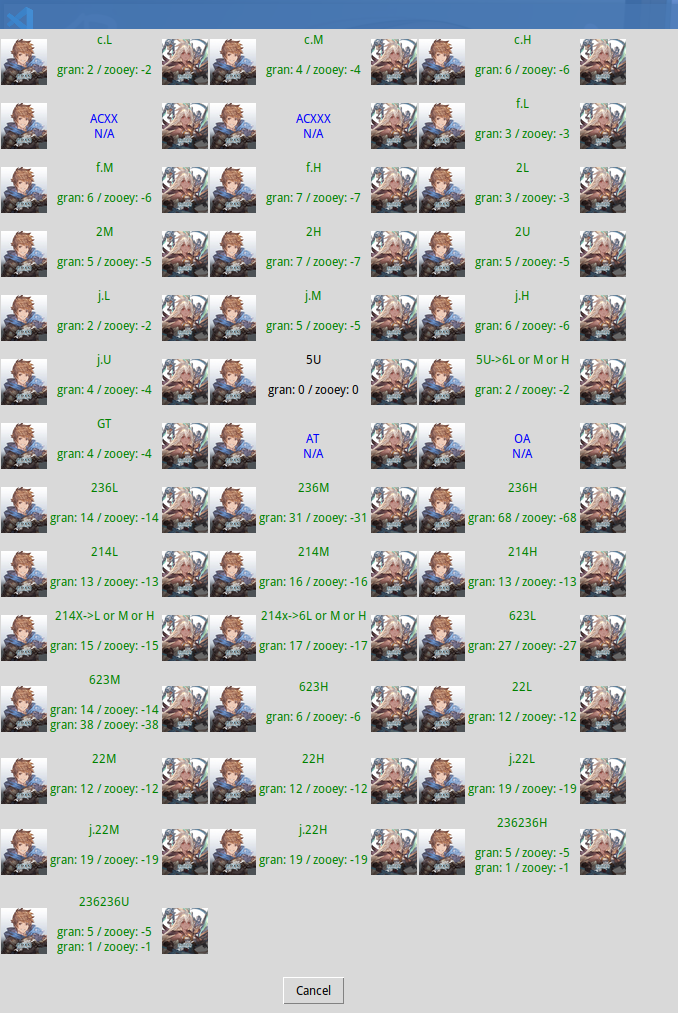 c.L
gran: 2 / zooey: -2
c.M
gran: 4 / zooey: -4
c.H
gran: 6 / zooey: -6
ACXX
N/A
ACXXX
N/A
f.L
gran: 3 / zooey: -3
f.M
gran: 6 / zooey: -6
f.H
gran: 7 / zooey: -7
2L
gran: 3 / zooey: -3
2M
gran: 5 / zooey: -5
2H
gran: 7 / zooey: -7
2U
gran: 5 / zooey: -5
j.L
gran: 2 / zooey: -2
j.M
gran: 5 / zooey: -5
j.H
gran: 6 / zooey: -6
j.U
gran: 4 / zooey: -4
5U
gran: 0 / zooey: 0
5U->6L or M or H
gran: 2 / zooey: -2
GT
gran: 4 / zooey: -4
AT
N/A
OA
N/A
236L
gran: 14 / zooey: -14
236M
gran: 31 / zooey: -31
236H
gran: 68 / zooey: -68
214L
gran: 13 / zooey: -13
214M
gran: 16 / zooey: -16
214H
gran: 13 / zooey: -13
214X->L or M or H
gran: 15 / zooey: -15
214x->6L or M or H
gran: 17 / zooey: -17
623L
gran: 27 / zooey: -27
623M
gran: 14 / zooey: -14
gran: 38 / zooey: -38
623H
gran: 6 / zooey: -6
22L
gran: 12 / zooey: -12
22M
gran: 12 / zooey: -12
22H
gran: 12 / zooey: -12
j.22L
gran: 19 / zooey: -19
j.22M
gran: 19 / zooey: -19
j.22H
gran: 19 / zooey: -19
236236H
gran: 5 / zooey: -5
gran: 1 / zooey: -1
236236U
gran: 5 / zooey: -5
gran: 1 / zooey: -1
Cancel